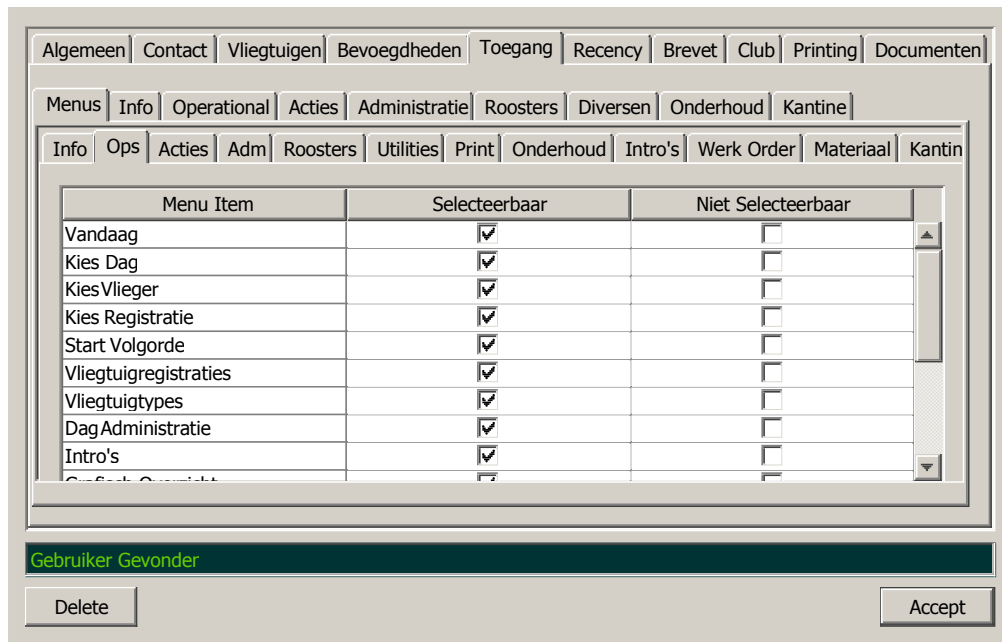 Algemeen Contact Vliegtuigen Bevoegdheden Toegang Recency Brevet Club Printing Documenten
Menus Info Operational Acties Administratie Roosters Diversen Onderhoud Kantine
Info Ops Acties Adm Roosters Utilities Print Onderhoud Intro's Werk Order Materiaal Kantin
Menu Item Selecteerbaar Niet Selecteerbaar
Vandaag
Kies Dag
Kies Vlieger
Kies Registratie
Start Volgorde
Vliegtuigregistraties
Vliegtuigtypes
Dag Administratie
Intro's
Grafisch Overzicht
Gebruiker Gevonder
Delete Accept